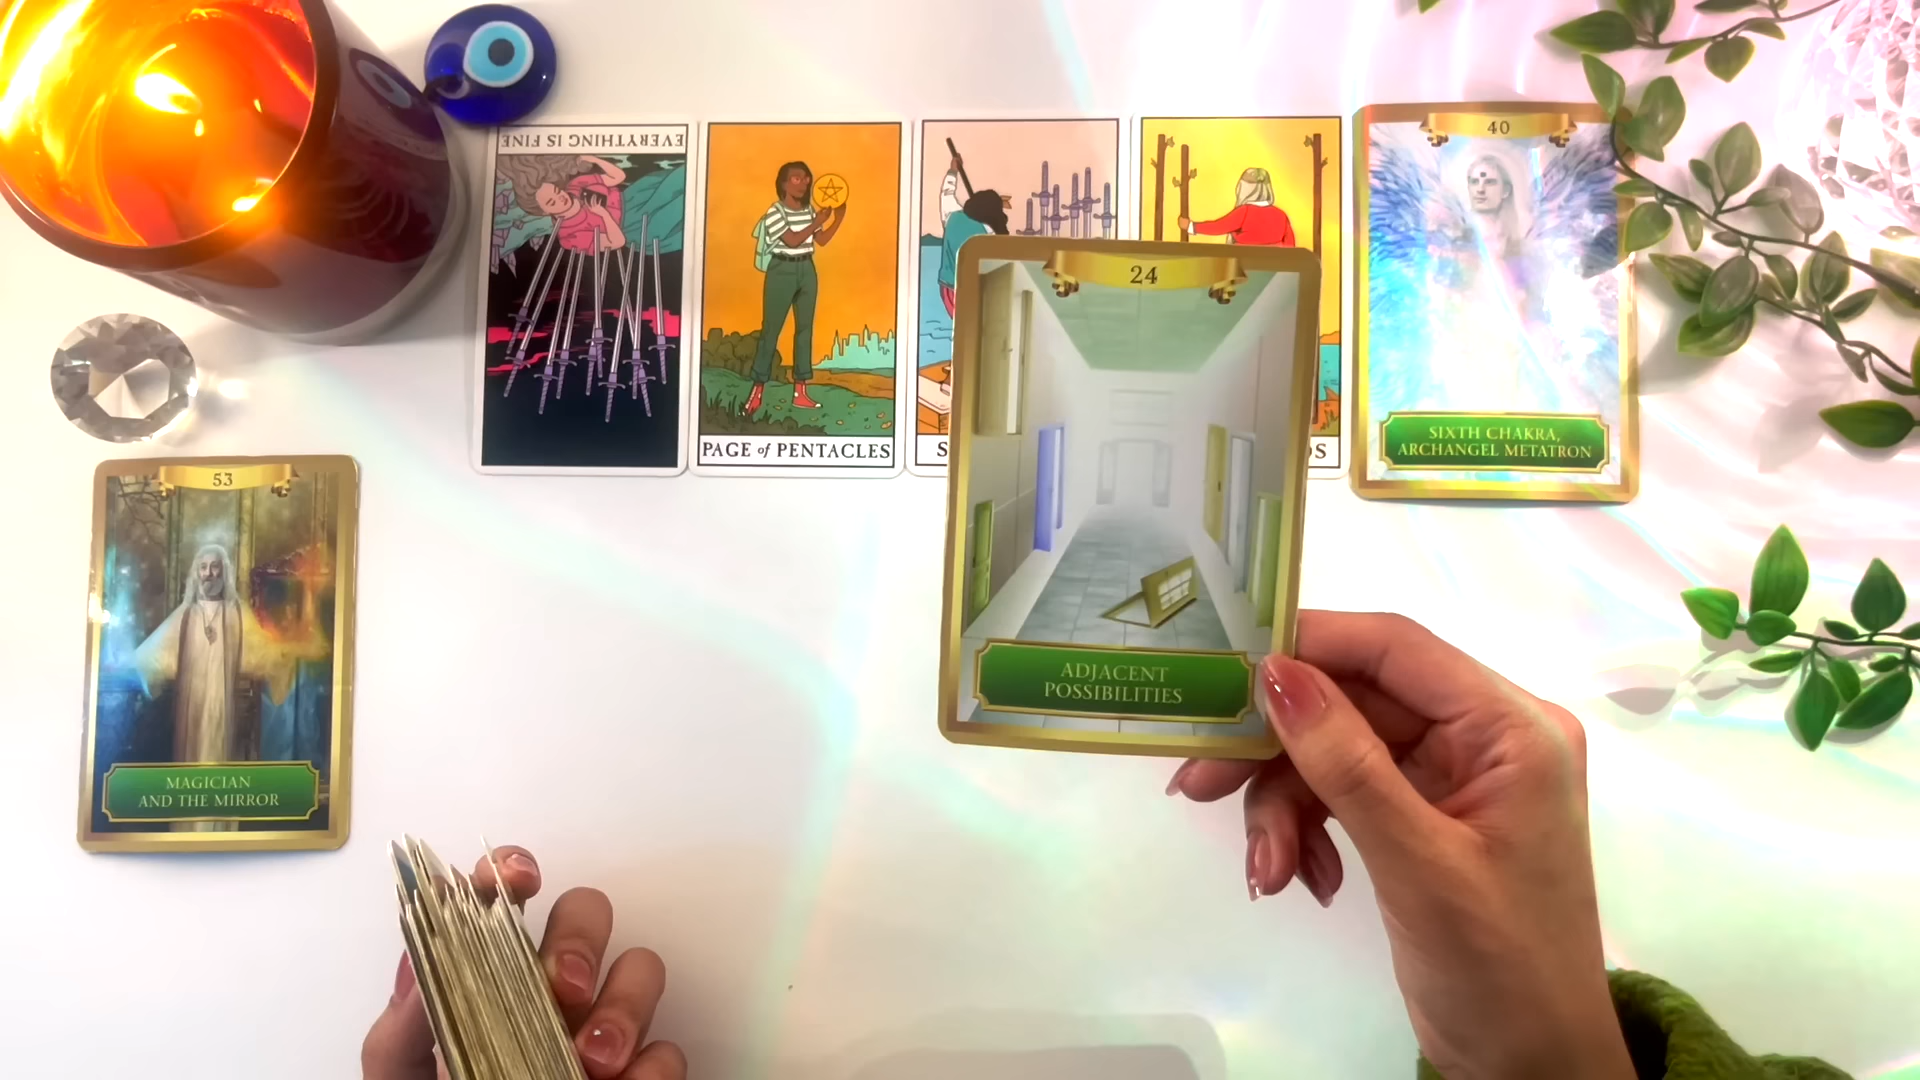 EVERYTHING IS FINE
PAGE of PENTACLES
S
DS
40
SIXTH CHAKRA,
ARCHANGEL METATRON
24
ADJACENT
POSSIBILITIES
53
MAGICIAN
AND THE MIRROR